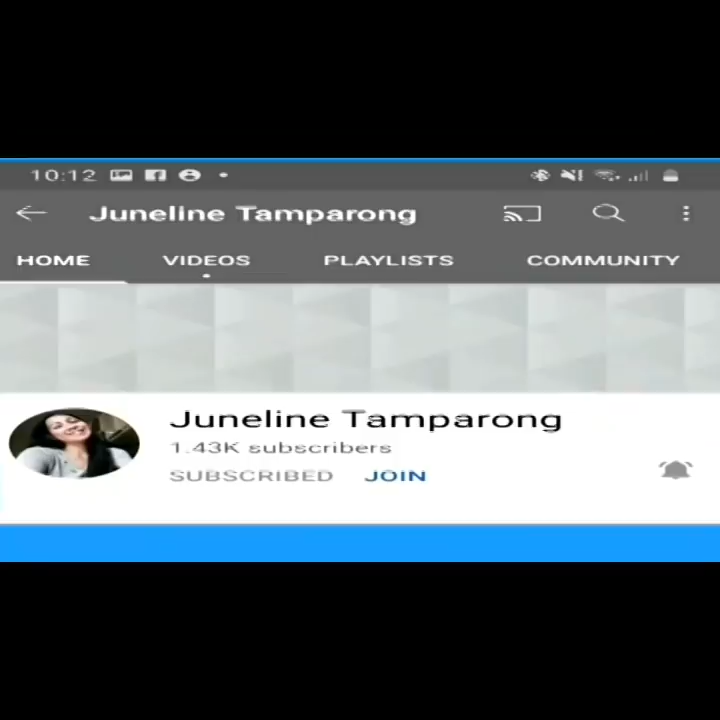 10:12
Juneline Tamparong
HOME VIDEOS PLAYLISTS COMMUNITY
Juneline Tamparong
1.43K subscribers
SUBSCRIBED JOIN